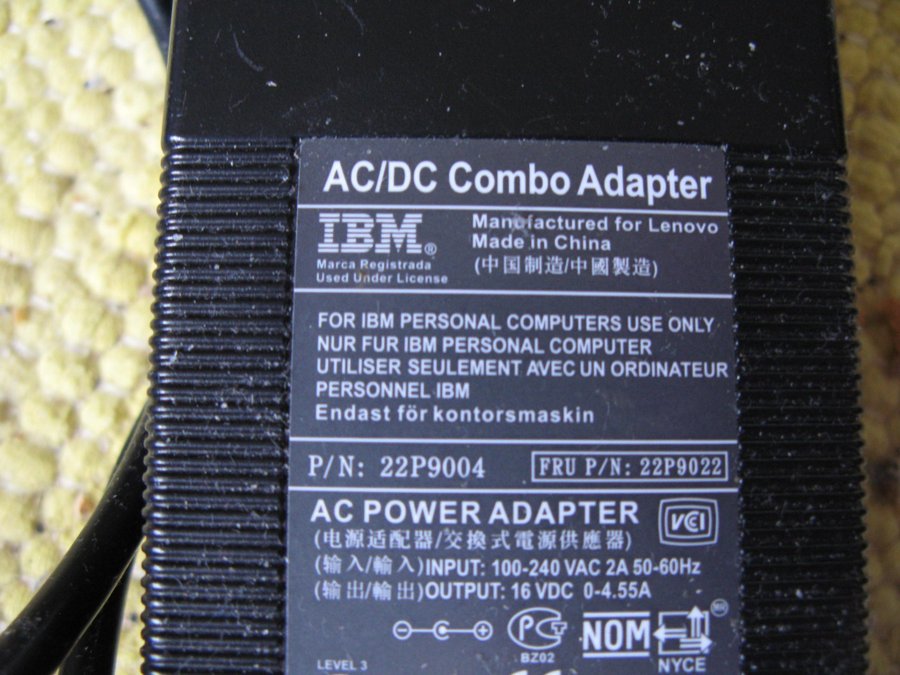 AC/DC Combo Adapter
IBM®
Marca Registrada
Used Under License
Manufactured for Lenovo
Made in China
(中国制造/中國製造)
FOR IBM PERSONAL COMPUTERS USE ONLY
NUR FUR IBM PERSONAL COMPUTER
UTILISER SEULEMENT AVEC UN ORDINATEUR
PERSONNEL IBM
Endast för kontorsmaskin
P/N: 22P9004
FRU P/N: 22P9022
AC POWER ADAPTER
VCI
(电源适配器/交換式電源供應器)
(输入/輸入)INPUT: 100-240 VAC 2A 50-60Hz
(输出/輸出)OUTPUT: 16 VDC 0-4.55A
PG
BZ02
NOM
NYCE
LEVEL 3